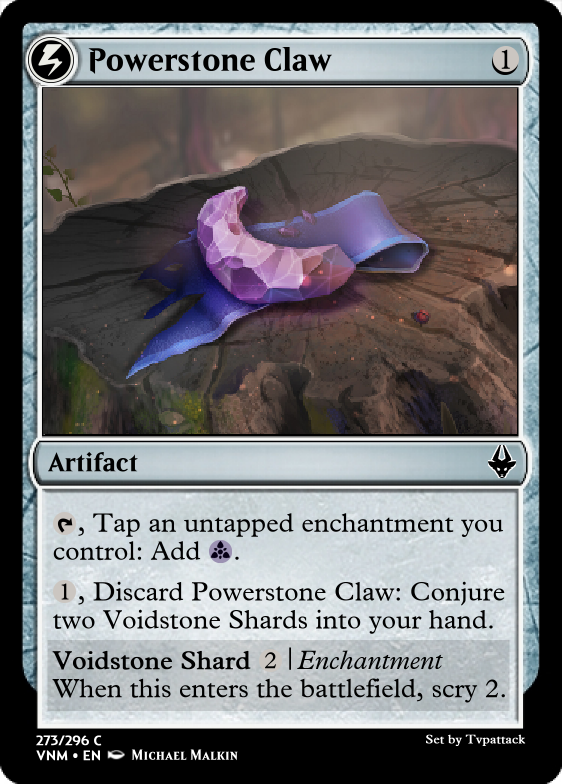 Powerstone Claw 1
Artifact
, Tap an untapped enchantment you
control: Add .
1, Discard Powerstone Claw: Conjure
two Voidstone Shards into your hand.
Voidstone Shard 2 | Enchantment
When this enters the battlefield, scry 2.
273/296 C
Set by Tvpattack
VNM • EN Michael Malkin